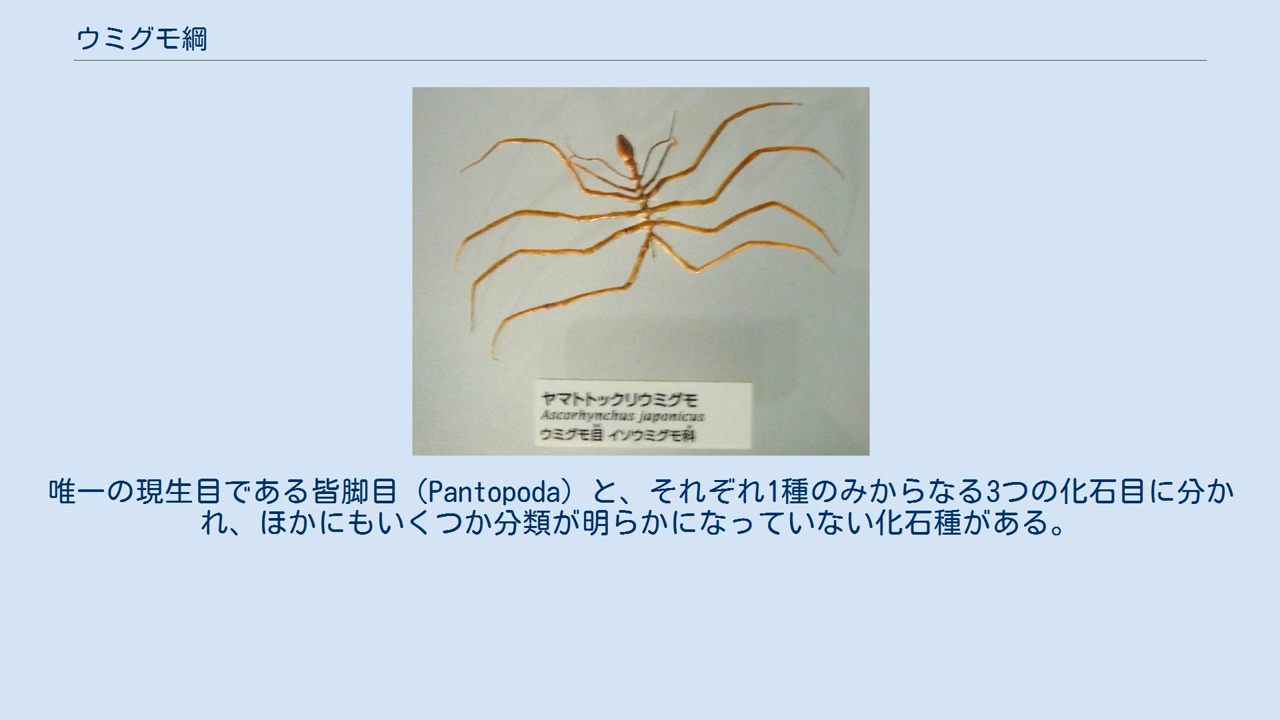 ウミグモ綱
ヤマトトックリウミグモ
Ascorhynchus japonicus
ウミグモ目 イソウミグモ科
唯一の現生目である皆脚目（Pantopoda）と、それぞれ1種のみからなる3つの化石目に分か
れ、ほかにもいくつか分類が明らかになっていない化石種がある。